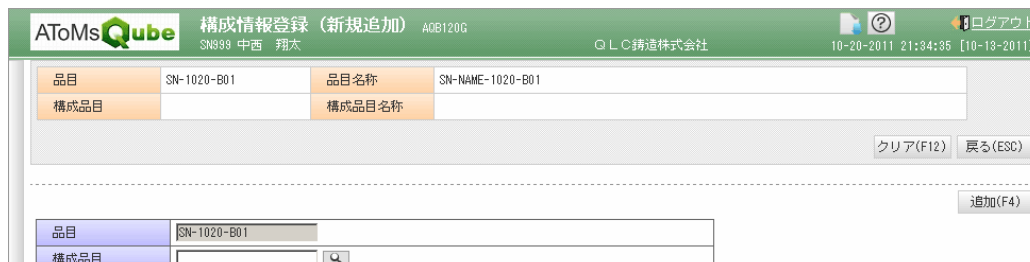 AToMsQube 構成情報登録（新規追加） AQB120G ログアウト
SN999 中西 翔太 QLC鋳造株式会社 10-20-2011 21:34:35 [10-13-2011]
品目 SN-1020-B01 品目名称 SN-NAME-1020-B01
構成品目 構成品目名称
クリア(F12) 戻る(ESC)
追加(F4)
品目 SN-1020-B01
構成品目